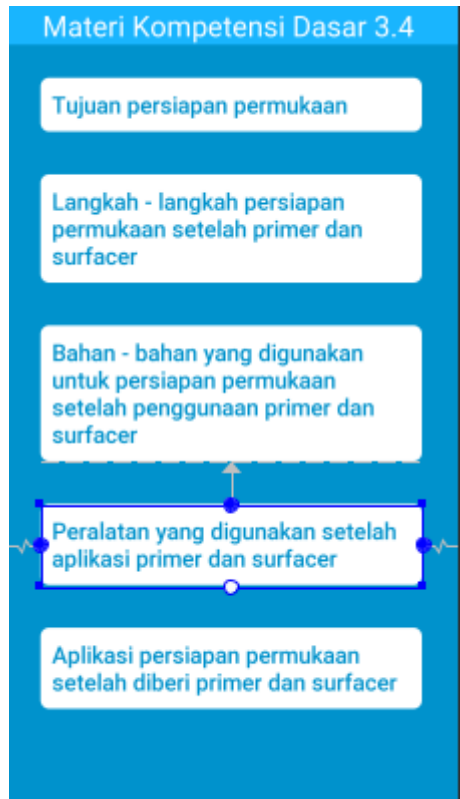 Materi Kompetensi Dasar 3.4
Tujuan persiapan permukaan
Langkah - langkah persiapan
permukaan setelah primer dan
surfacer
Bahan - bahan yang digunakan
untuk persiapan permukaan
setelah penggunaan primer dan
surfacer
Peralatan yang digunakan setelah
aplikasi primer dan surfacer
Aplikasi persiapan permukaan
setelah diberi primer dan surfacer